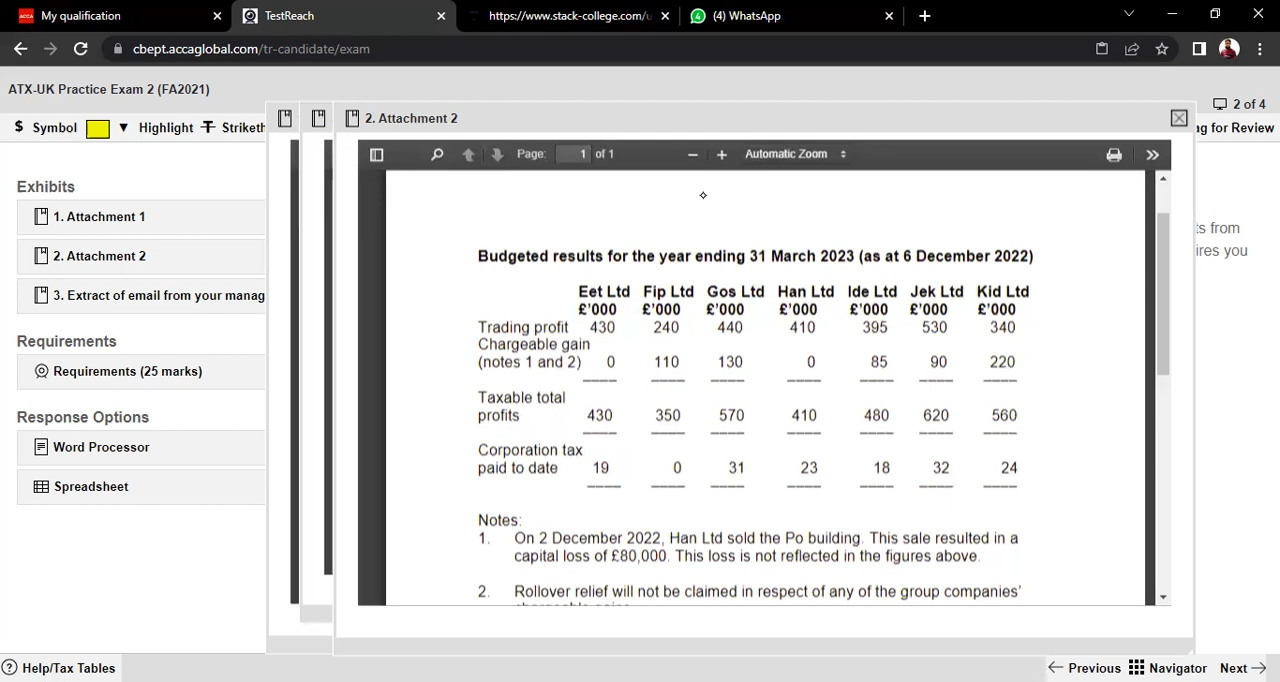 My qualification
TestReach
https://www.stack-college.com/u
(4) WhatsApp
cbept.accaglobal.com/tr-candidate/exam
ATX-UK Practice Exam 2 (FA2021)
2 of 4
$ Symbol Highlight Striketh
2. Attachment 2
ng for Review
Page: 1 of 1 Automatic Zoom
Exhibits
1. Attachment 1
2. Attachment 2
3. Extract of email from your manag
Requirements
Requirements (25 marks)
Response Options
Word Processor
Spreadsheet
ts from
ires you
Budgeted results for the year ending 31 March 2023 (as at 6 December 2022)
Eet Ltd Fip Ltd Gos Ltd Han Ltd Ide Ltd Jek Ltd Kid Ltd
£'000 £'000 £'000 £'000 £'000 £'000 £'000
Trading profit 430 240 440 410 395 530 340
Chargeable gain
(notes 1 and 2) 0 110 130 0 85 90 220
Taxable total
profits 430 350 570 410 480 620 560
Corporation tax
paid to date 19 0 31 23 18 32 24
Notes:
1. On 2 December 2022, Han Ltd sold the Po building. This sale resulted in a
capital loss of £80,000. This loss is not reflected in the figures above.
2. Rollover relief will not be claimed in respect of any of the group companies'
Help/Tax Tables
Previous Navigator Next